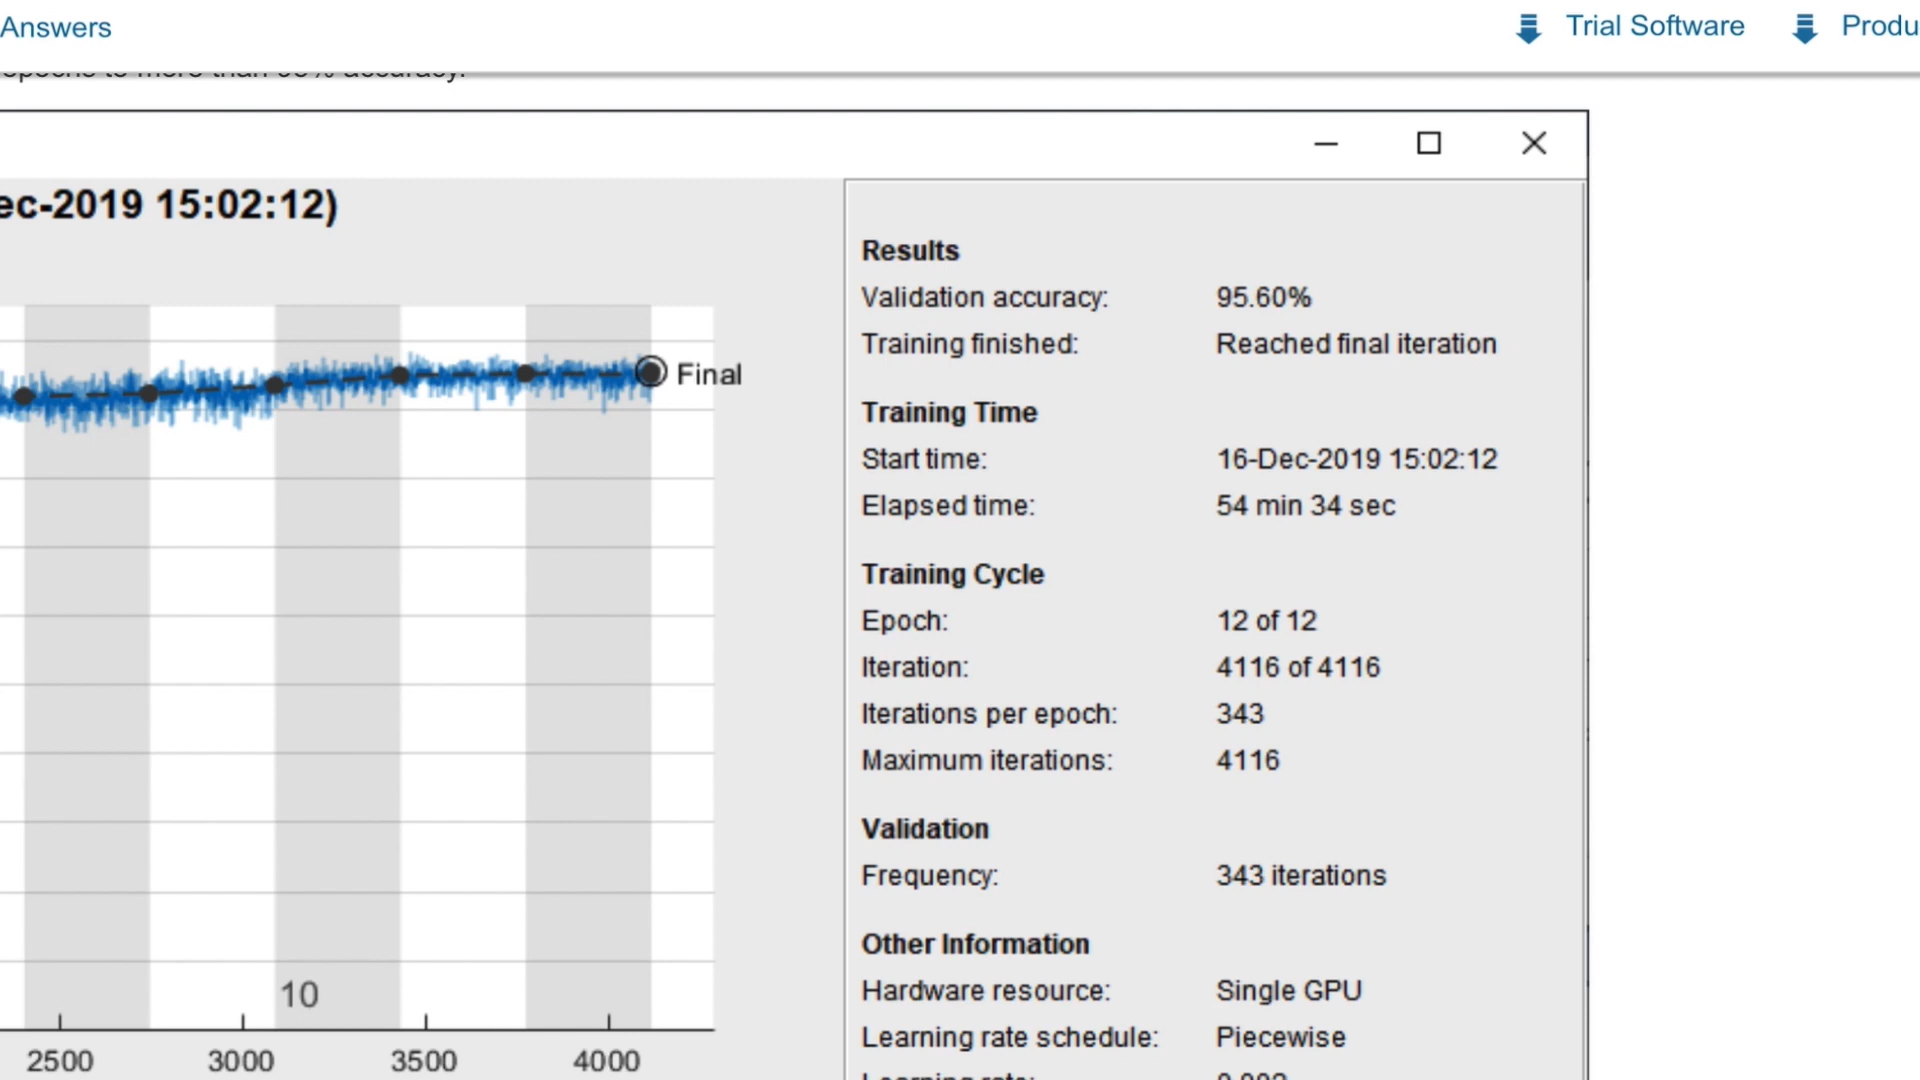 Answers
Trial Software
Produ
ec-2019 15:02:12)
Final
10
2500 3000 3500 4000
Results
Validation accuracy: 95.60%
Training finished: Reached final iteration
Training Time
Start time: 16-Dec-2019 15:02:12
Elapsed time: 54 min 34 sec
Training Cycle
Epoch: 12 of 12
Iteration: 4116 of 4116
Iterations per epoch: 343
Maximum iterations: 4116
Validation
Frequency: 343 iterations
Other Information
Hardware resource: Single GPU
Learning rate schedule: Piecewise